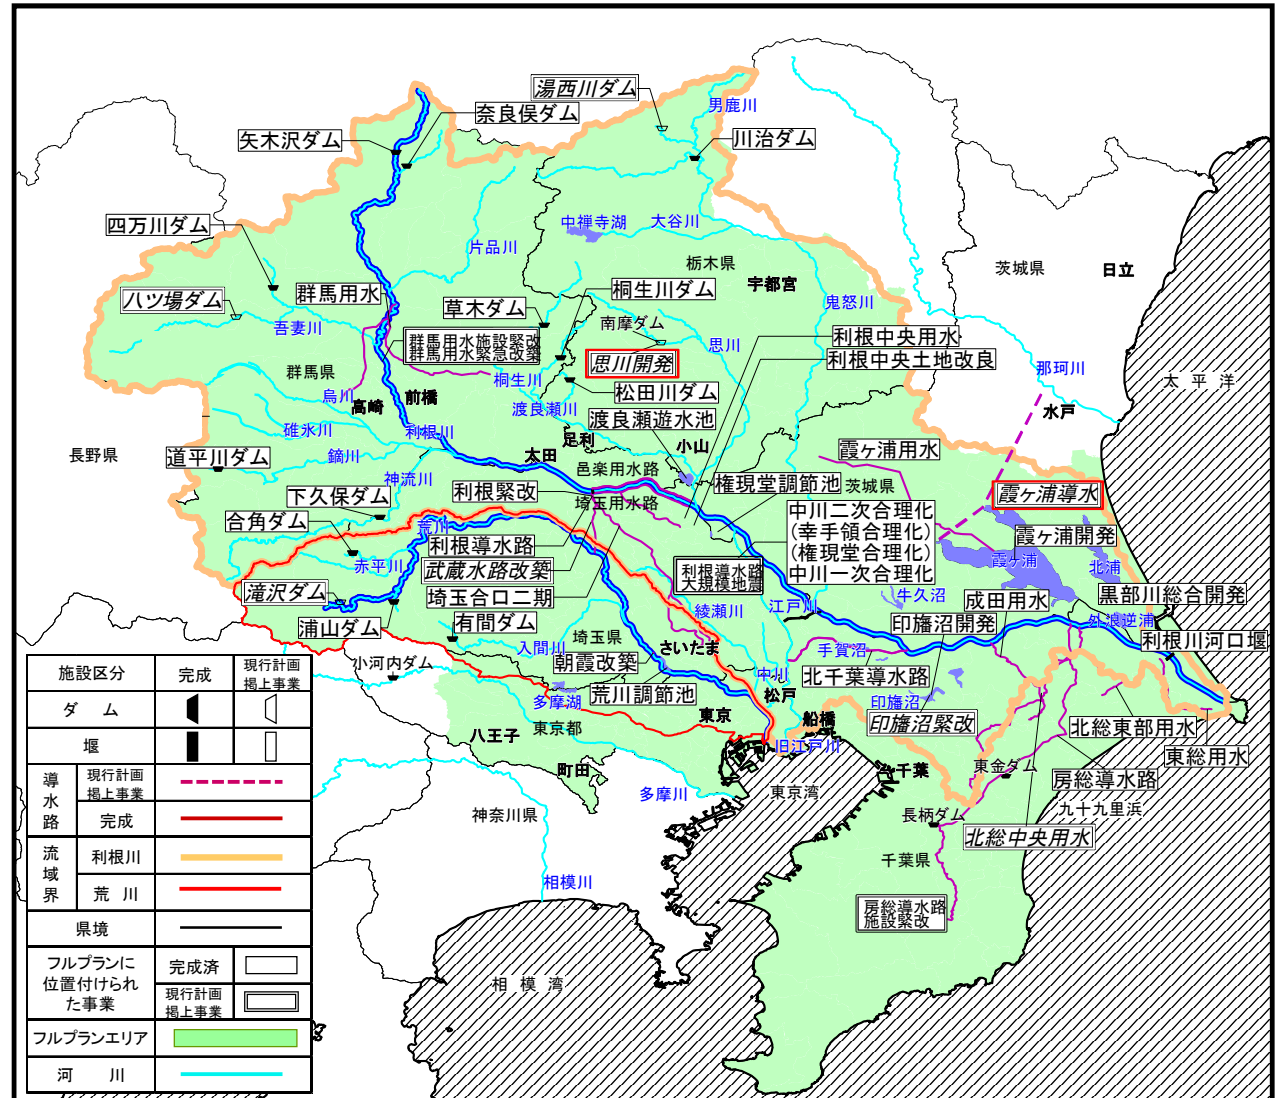 湯西川ダム
男鹿川
奈良俣ダム
矢木沢ダム
川治ダム
四万川ダム
中禅寺湖
大谷川
片品川
栃木県
茨城県
日立
宇都宮
八ツ場ダム
群馬用水
桐生川ダム
鬼怒川
草木ダム
吾妻川
南摩ダム
利根中央用水
群馬用水施設緊改
群馬用水緊急改築
思川
思川開発
利根中央土地改良
那珂川
群馬県
桐生川
太平洋
烏川
高崎
前橋
松田川ダム
渡良瀬川
渡良瀬遊水池
水戸
碓氷川
利根川
足利
小山
霞ヶ浦用水
長野県
道平川ダム
鏑川
太田
邑楽用水路
神流川
権現堂調節池
茨城県
下久保ダム
利根緊改
埼玉用水路
霞ヶ浦導水
中川二次合理化
(幸手領合理化)
(権現堂合理化)
中川一次合理化
合角ダム
荒川
利根導水路
霞ヶ浦開発
赤平川
武蔵水路改築
利根導水路
大規模地震
霞ヶ浦
北浦
滝沢ダム
埼玉合口二期
綾瀬川
江戸川
牛久沼
成田用水
黒部川総合開発
浦山ダム
有間ダム
印旛沼開発
外浪逆浦
利根川河口堰
入間川
埼玉県
さいたま
手賀沼
小河内ダム
朝霞改築
中川
北千葉導水路
荒川調節池
松戸
多摩湖
東京都
東京
船橋
印旛沼
印旛沼緊改
北総東部用水
八王子
旧江戸川
東総用水
町田
千葉
東金ダム
房総導水路
多摩川
東京湾
九十九里浜
神奈川県
長柄ダム
北総中央用水
千葉県
相模川
房総導水路
施設緊改
相模湾
施設区分
完成
現行計画
掲上事業
ダム
堰
導水路
現行計画
掲上事業
完成
流域界
利根川
荒川
県境
フルプランに
位置付けられ
た事業
完成済
現行計画
掲上事業
フルプランエリア
河川